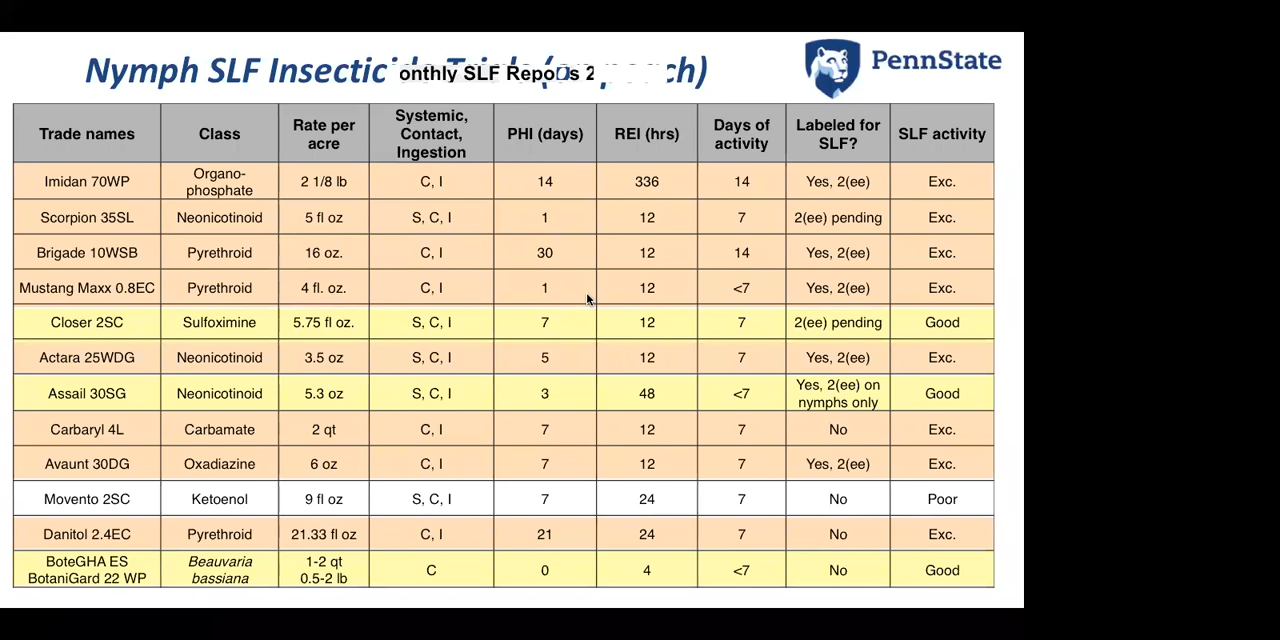 Nymph SLF Insectici
onthly SLF Repo s 2
PennState
Trade names Class Rate per acre Systemic, Contact, Ingestion PHI (days) REI (hrs) Days of activity Labeled for SLF? SLF activity
Imidan 70WP Organo-phosphate 2 1/8 lb C, I 14 336 14 Yes, 2(ee) Exc.
Scorpion 35SL Neonicotinoid 5 fl oz S, C, I 1 12 7 2(ee) pending Exc.
Brigade 10WSB Pyrethroid 16 oz. C, I 30 12 14 Yes, 2(ee) Exc.
Mustang Maxx 0.8EC Pyrethroid 4 fl. oz. C, I 1 12 <7 Yes, 2(ee) Exc.
Closer 2SC Sulfoximine 5.75 fl oz. S, C, I 7 12 7 2(ee) pending Good
Actara 25WDG Neonicotinoid 3.5 oz S, C, I 5 12 7 Yes, 2(ee) Exc.
Assail 30SG Neonicotinoid 5.3 oz S, C, I 3 48 <7 Yes, 2(ee) on nymphs only Good
Carbaryl 4L Carbamate 2 qt C, I 7 12 7 No Exc.
Avaunt 30DG Oxadiazine 6 oz C, I 7 12 7 Yes, 2(ee) Exc.
Movento 2SC Ketoenol 9 fl oz S, C, I 7 24 7 No Poor
Danitol 2.4EC Pyrethroid 21.33 fl oz C, I 21 24 7 No Exc.
BoteGHA ES BotaniGard 22 WP Beauvaria bassiana 1-2 qt 0.5-2 lb C 0 4 <7 No Good